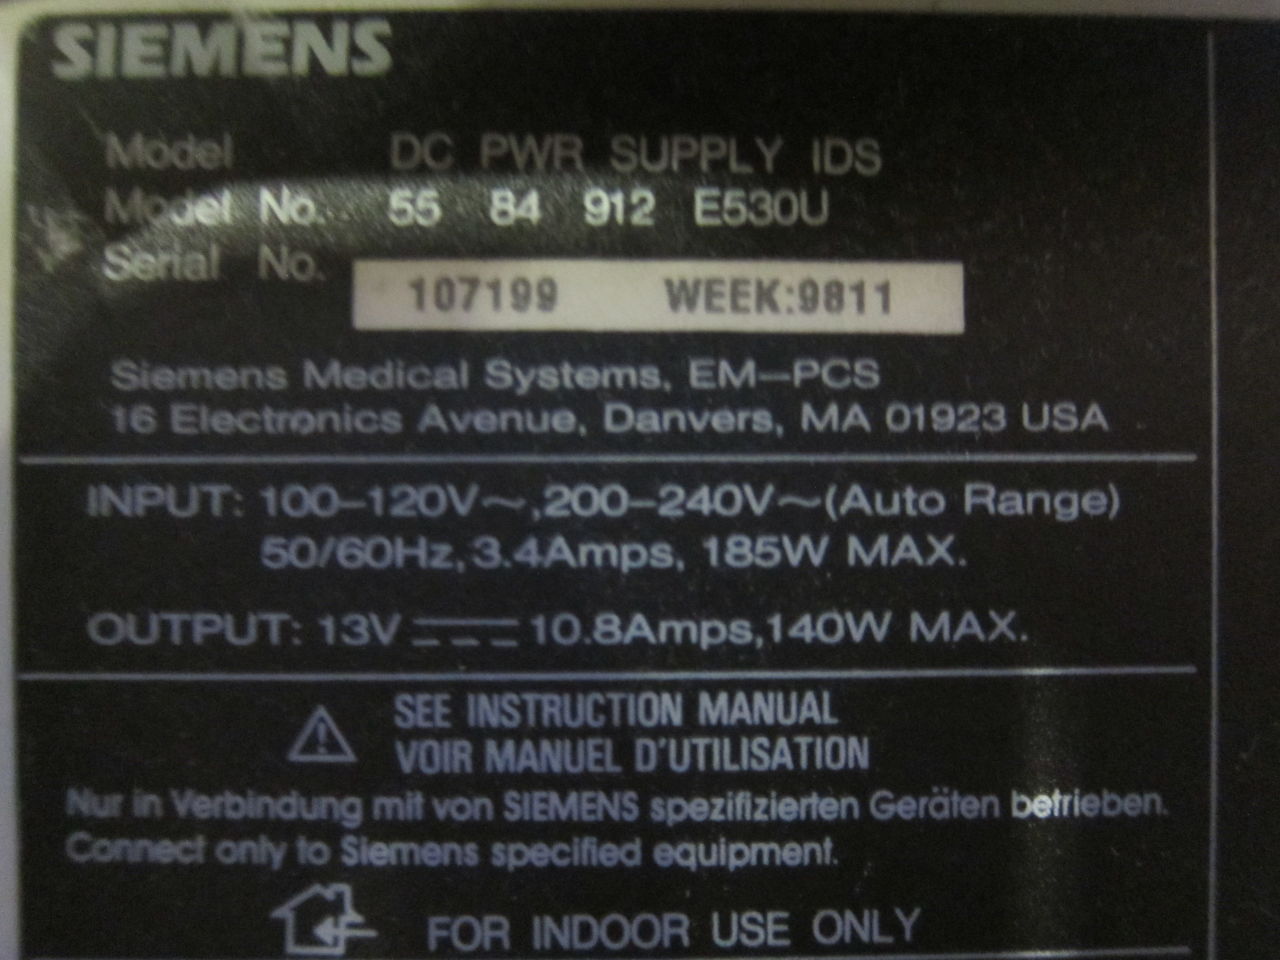 SIEMENS
Model DC PWR SUPPLY IDS
Model No. 55 84 912 E530U
Serial No. 107199 WEEK:9811
Siemens Medical Systems, EM-PCS
16 Electronics Avenue, Danvers, MA 01923 USA
INPUT: 100-120V~,200-240V~(Auto Range)
50/60Hz,3.4Amps, 185W MAX.
OUTPUT: 13V⎓10.8Amps,140W MAX.
SEE INSTRUCTION MANUAL
VOIR MANUEL D'UTILISATION
Nur in Verbindung mit von SIEMENS spezifizierten Geräten betrieben.
Connect only to Siemens specified equipment.
FOR INDOOR USE ONLY